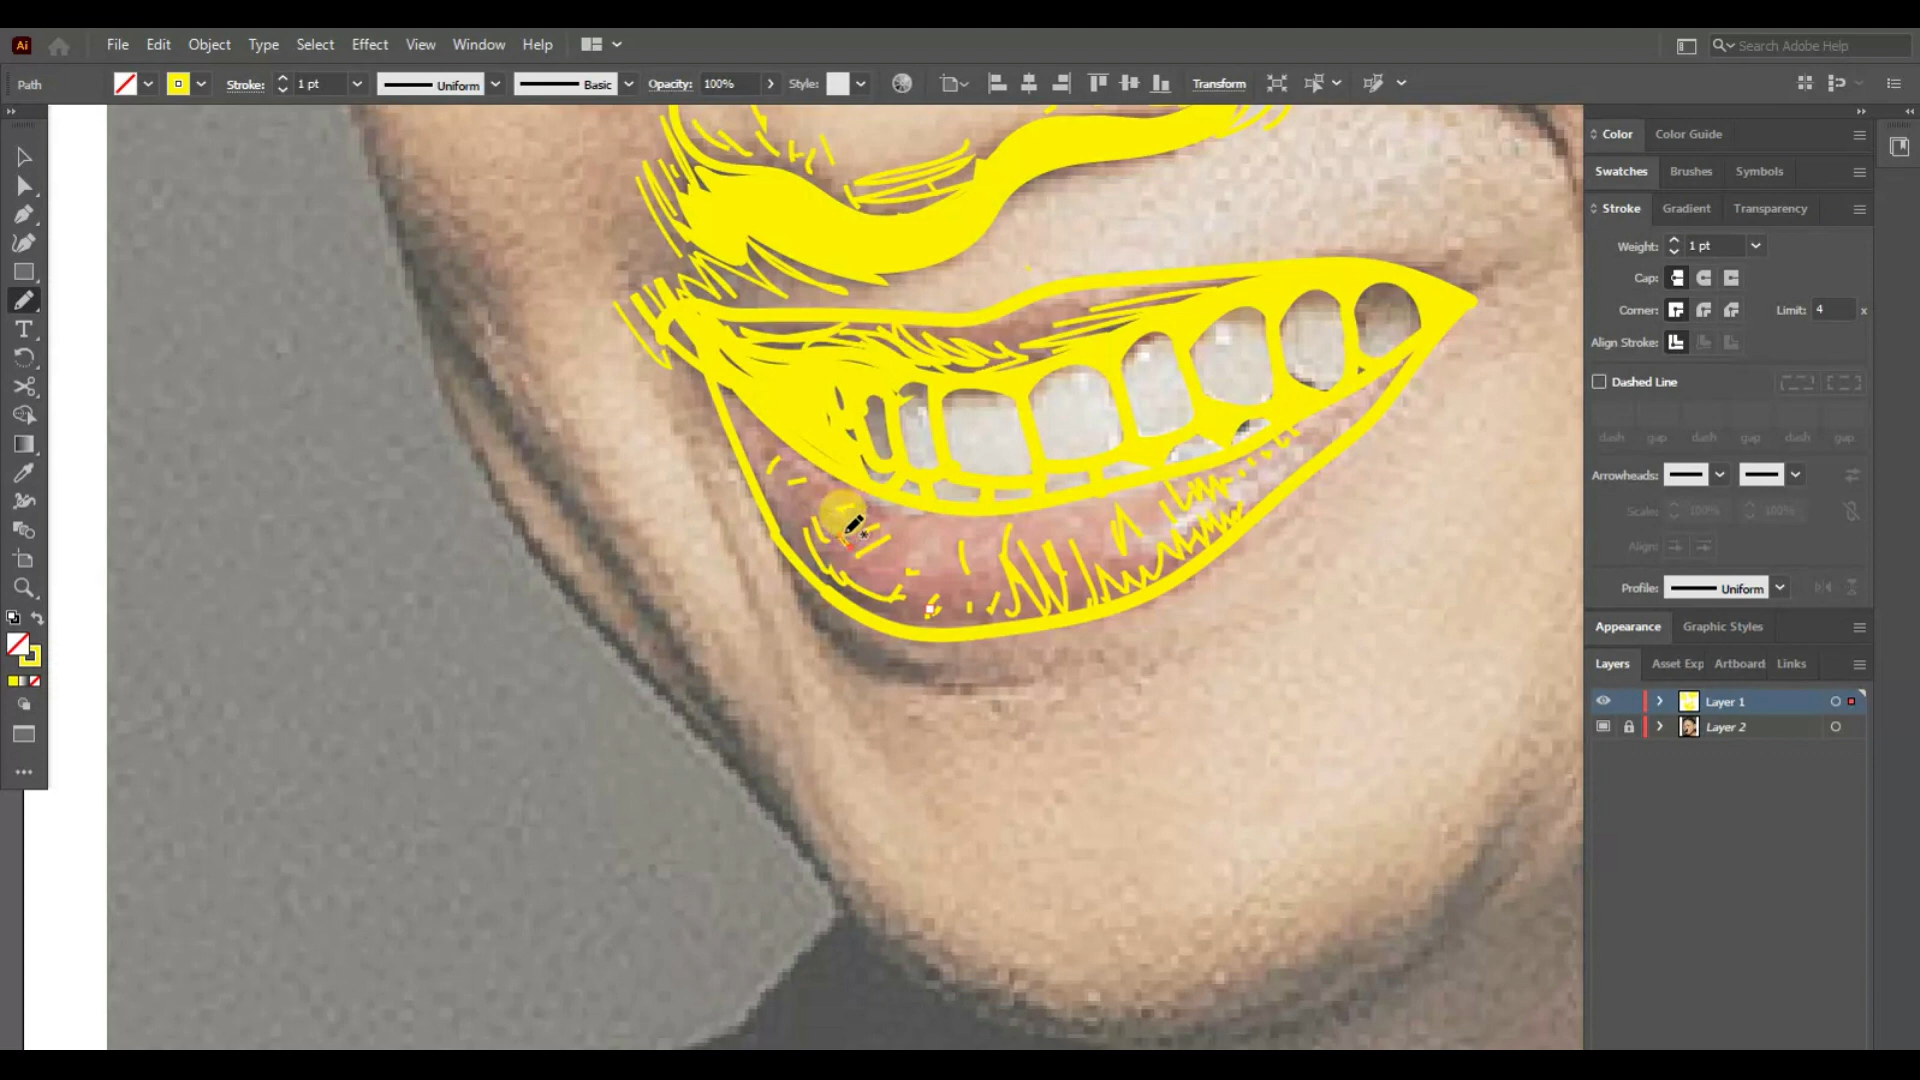 Ai File Edit Object Type Select Effect View Window Help Search Adobe Help
Path Stroke: 1 pt Uniform Basic Opacity: 100% Style: Transform
Color Color Guide
Swatches Brushes Symbols
Stroke Gradient Transparency
Weight: 1 pt
Cap:
Corner: Limit: 4 x
Align Stroke:
Dashed Line
dash gap dash gap dash gap
Arrowheads:
Scale: 100% 100%
Align:
Profile: Uniform
Appearance Graphic Styles
Layers Asset Exp Artboard Links
Layer 1
Layer 2